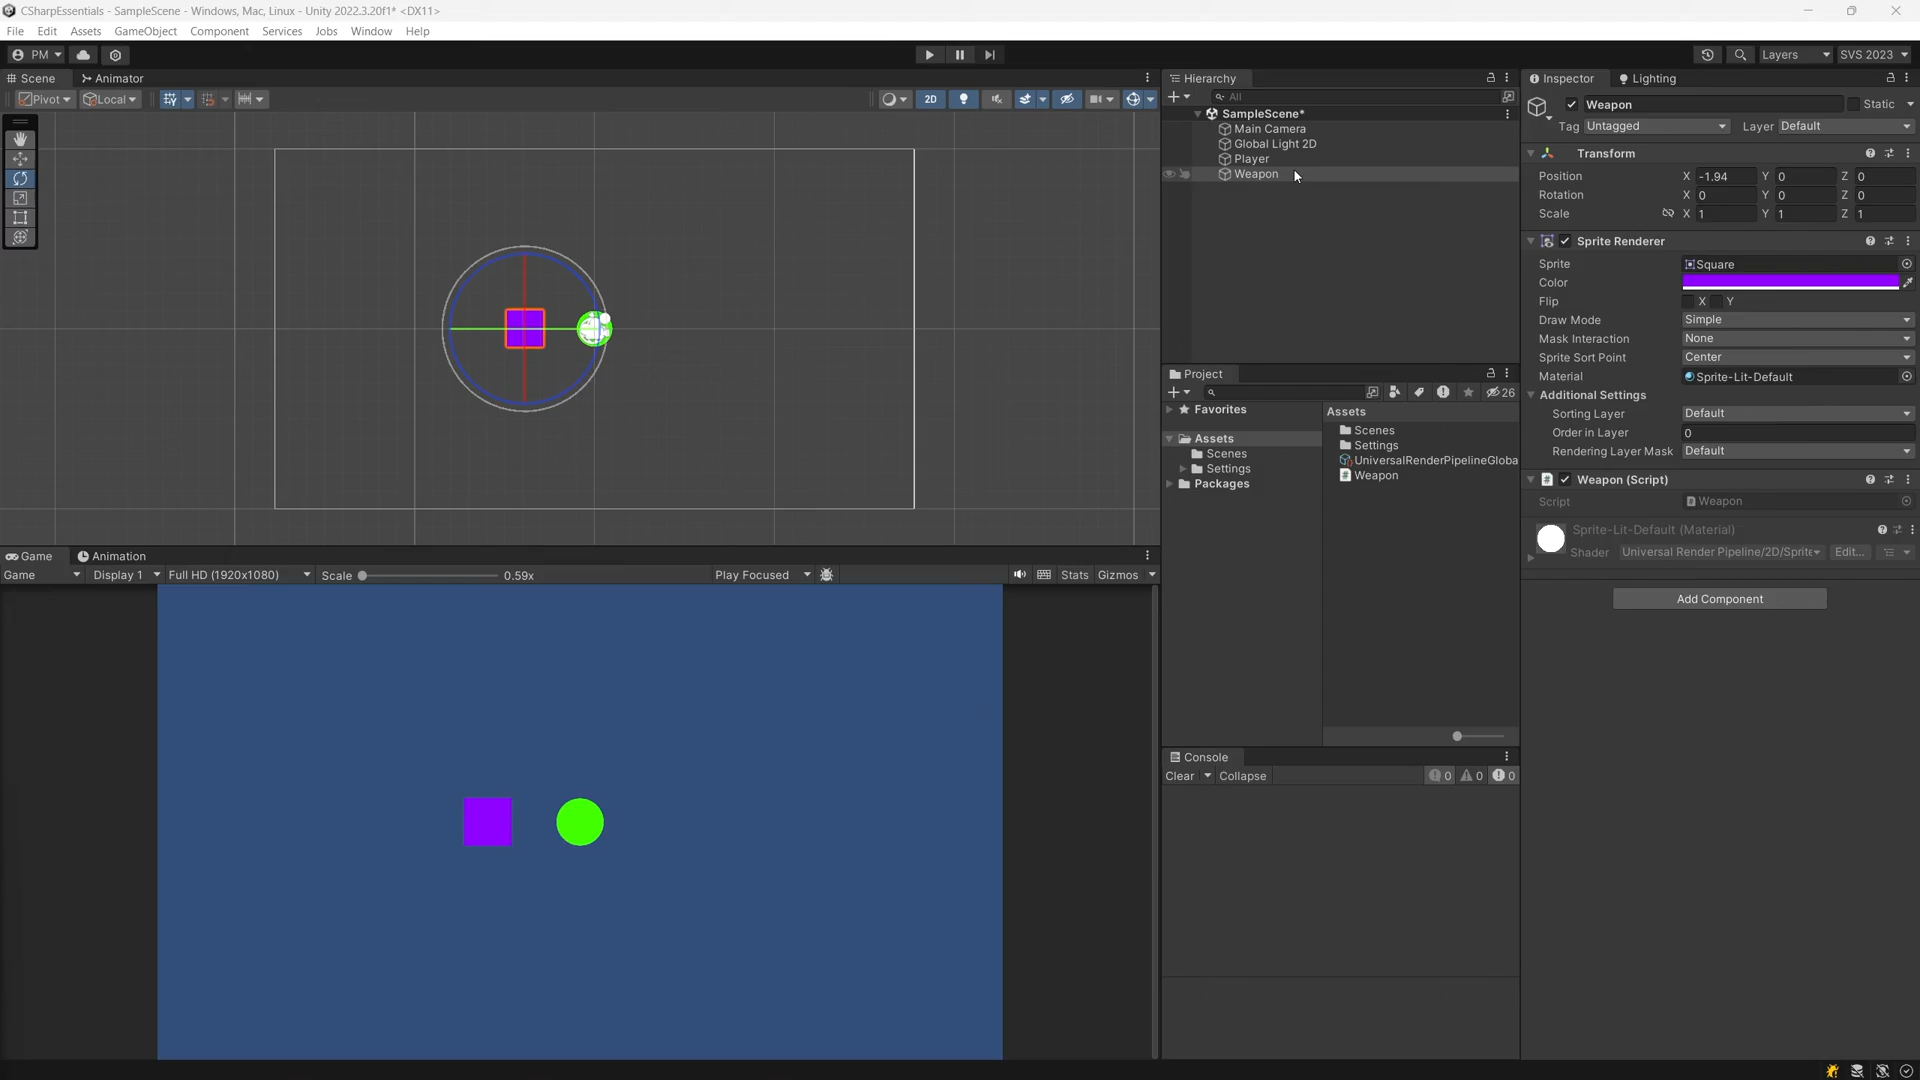 CSharpEssentials - SampleScene - Windows, Mac, Linux - Unity 2022.3.20f1* <DX11>
File Edit Assets GameObject Component Services Jobs Window Help
PM Layers SVS 2023
Scene Animator
Pivot Local 2D
Hierarchy
All
SampleScene*
Main Camera
Global Light 2D
Player
Weapon
Inspector Lighting
Weapon Static
Tag Untagged Layer Default
Transform
Position X -1.94 Y 0 Z 0
Rotation X 0 Y 0 Z 0
Scale X 1 Y 1 Z 1
Sprite Renderer
Sprite Square
Color
Flip X Y
Draw Mode Simple
Mask Interaction None
Sprite Sort Point Center
Material Sprite-Lit-Default
Additional Settings
Sorting Layer Default
Order in Layer 0
Rendering Layer Mask Default
Weapon (Script)
Script Weapon
Sprite-Lit-Default (Material)
Shader Universal Render Pipeline/2D/Sprite Edit...
Add Component
Project
26
Favorites
Assets
Scenes
Settings
Packages
Assets
Scenes
Settings
UniversalRenderPipelineGloba
Weapon
Game Animation
Game Display 1 Full HD (1920x1080) Scale 0.59x Play Focused Stats Gizmos
Console
Clear Collapse 0 0 0